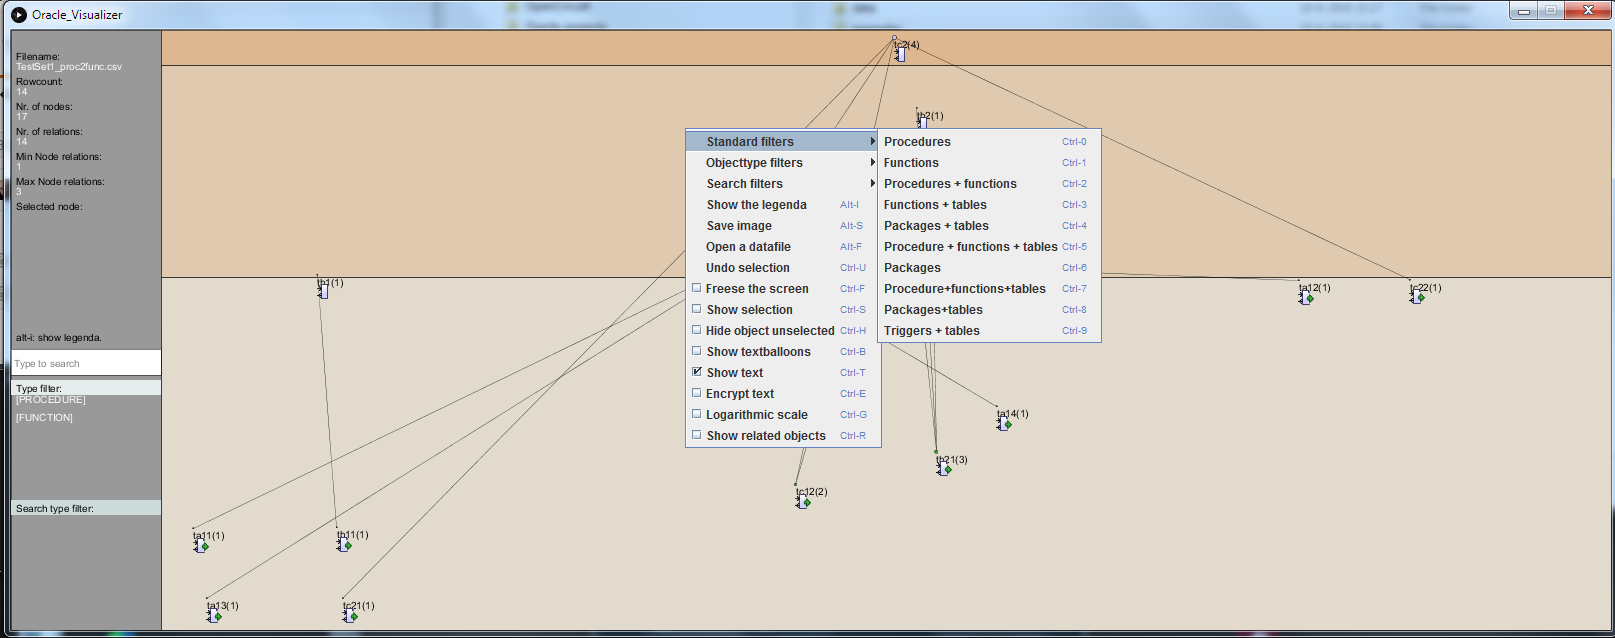 Oracle_Visualizer
Filename:
TestSet1_proc2func.csv
Rowcount:
14
Nr. of nodes:
17
Nr. of relations:
14
Min Node relations:
1
Max Node relations:
3
Selected node:
alt-i: show legenda.
Type to search
Type filter:
[PROCEDURE]
[FUNCTION]
Search type filter:
tc2(4)
tb2(1)
Standard filters
Objecttype filters
Search filters
Show the legenda Alt-I
Save image Alt-S
Open a datafile Alt-F
Undo selection Ctrl-U
Freese the screen Ctrl-F
Show selection Ctrl-S
Hide object unselected Ctrl-H
Show textballoons Ctrl-B
Show text Ctrl-T
Encrypt text Ctrl-E
Logarithmic scale Ctrl-G
Show related objects Ctrl-R
Procedures Ctrl-0
Functions Ctrl-1
Procedures + functions Ctrl-2
Functions + tables Ctrl-3
Packages + tables Ctrl-4
Procedure + functions + tables Ctrl-5
Packages Ctrl-6
Procedure+functions+tables Ctrl-7
Packages+tables Ctrl-8
Triggers + tables Ctrl-9
tb1(1)
ta12(1)
tc22(1)
ta14(1)
tb21(3)
tc12(2)
ta11(1)
tb11(1)
ta13(1)
tc21(1)